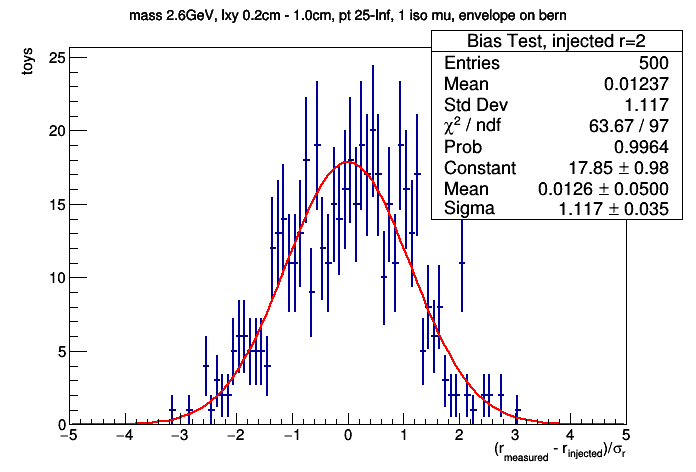 mass 2.6GeV, lxy 0.2cm - 1.0cm, pt 25-Inf, 1 iso mu, envelope on bern
Bias Test, injected r=2
Entries 500
Mean 0.01237
Std Dev 1.117
χ² / ndf 63.67 / 97
Prob 0.9964
Constant 17.85 ± 0.98
Mean 0.0126 ± 0.0500
Sigma 1.117 ± 0.035
toys
25
20
15
10
5
0
−5 −4 −3 −2 −1 0 1 2 3 4 5
(r_measured - r_injected)/σ_r